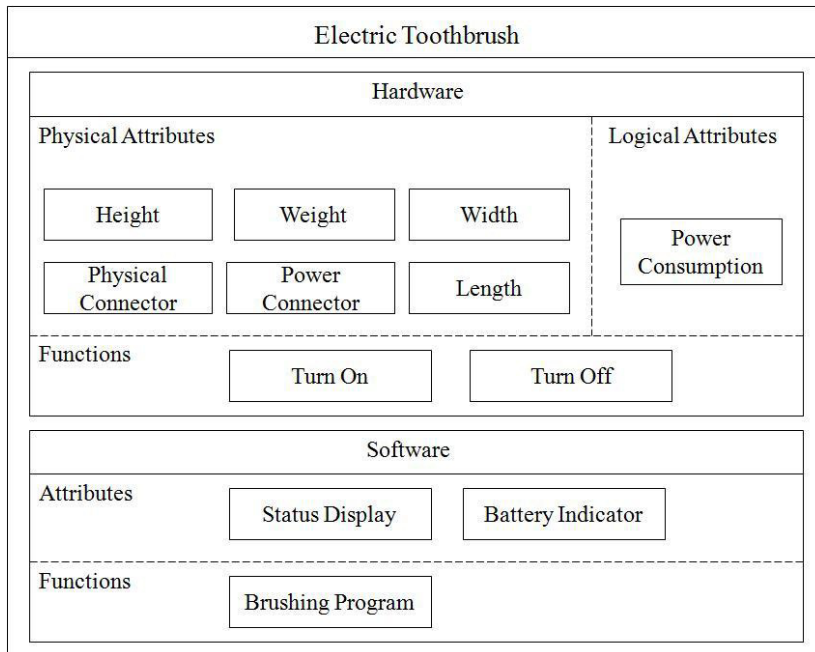 Electric Toothbrush
Hardware
Physical Attributes
Logical Attributes
Height
Weight
Width
Power
Consumption
Physical
Connector
Power
Connector
Length
Functions
Turn On
Turn Off
Software
Attributes
Status Display
Battery Indicator
Functions
Brushing Program